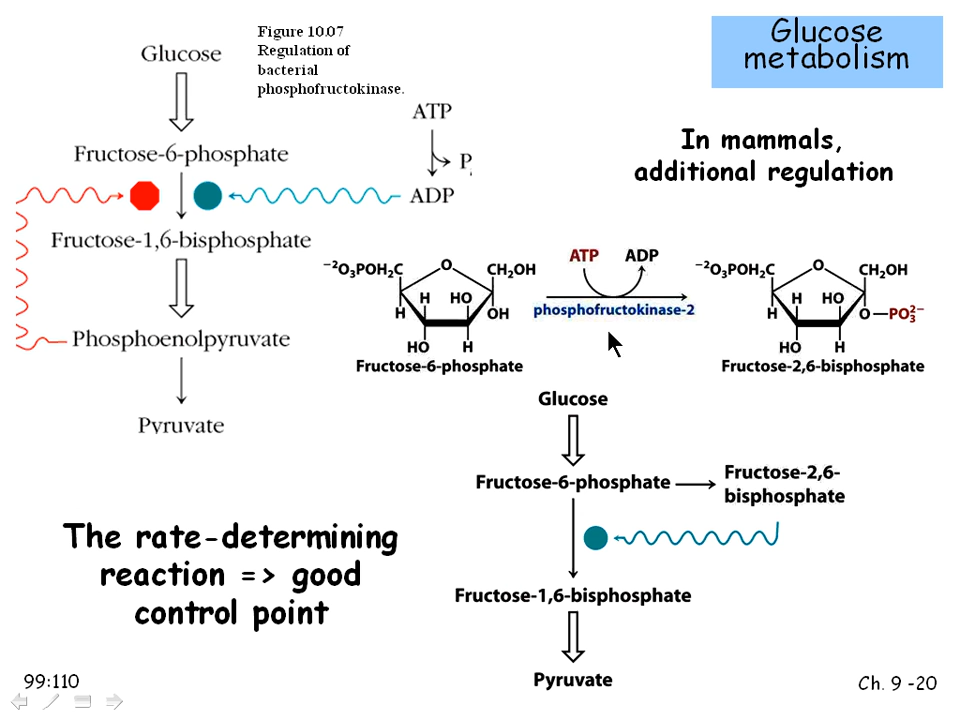 Glucose
metabolism
Figure 10.07
Regulation of
bacterial
phosphofructokinase.
Glucose
ATP
Fructose-6-phosphate
P
ADP
Fructose-1,6-bisphosphate
Phosphoenolpyruvate
Pyruvate
In mammals,
additional regulation
ATP ADP
⁻²O₃POH₂C O CH₂OH
H HO
H OH
HO H
Fructose-6-phosphate
phosphofructokinase-2
⁻²O₃POH₂C O CH₂OH
H HO
H O—PO₃²⁻
HO H
Fructose-2,6-bisphosphate
Glucose
Fructose-6-phosphate
Fructose-2,6-
bisphosphate
Fructose-1,6-bisphosphate
Pyruvate
The rate-determining
reaction => good
control point
99:110
Ch. 9 -20